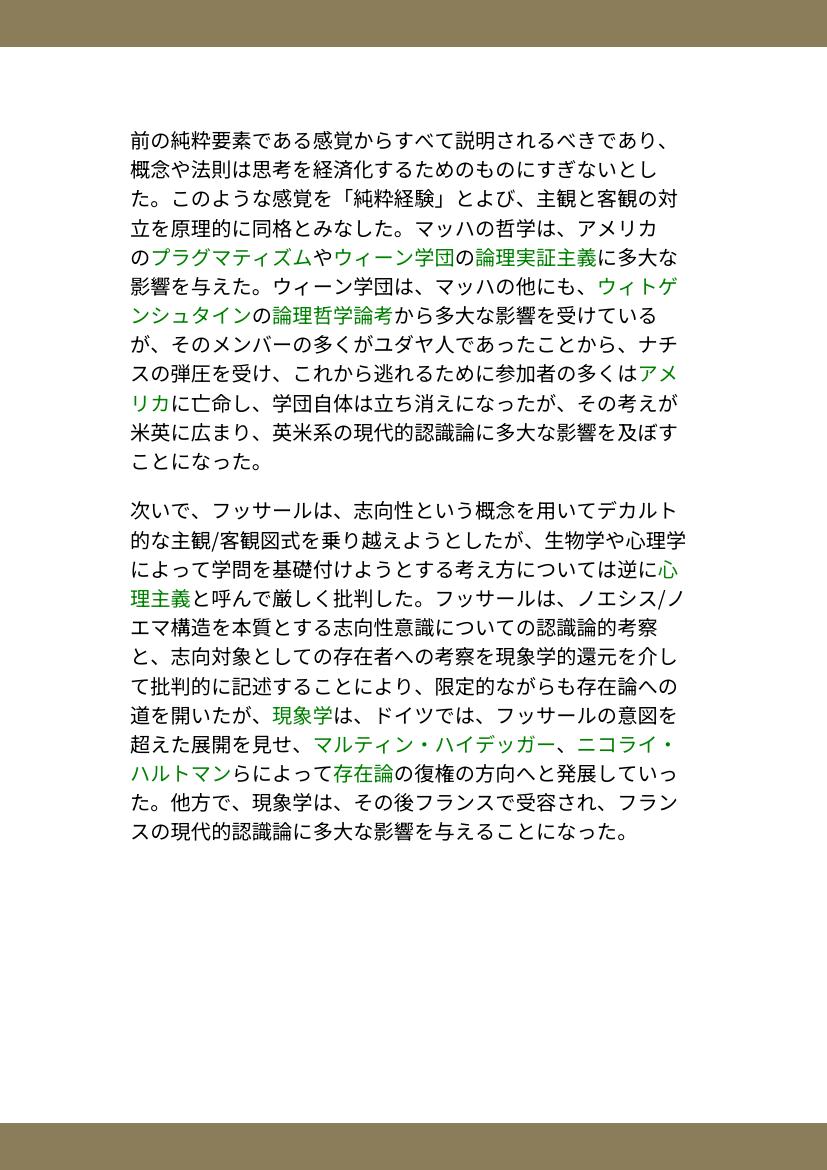 前の純粋要素である感覚からすべて説明されるべきであり、
概念や法則は思考を経済化するためのものにすぎないとし
た。このような感覚を「純粋経験」とよび、主観と客観の対
立を原理的に同格とみなした。マッハの哲学は、アメリカ
のプラグマティズムやウィーン学団の論理実証主義に多大な
影響を与えた。ウィーン学団は、マッハの他にも、ウィトゲ
ンシュタインの論理哲学論考から多大な影響を受けている
が、そのメンバーの多くがユダヤ人であったことから、ナチ
スの弾圧を受け、これから逃れるために参加者の多くはアメ
リカに亡命し、学団自体は立ち消えになったが、その考えが
米英に広まり、英米系の現代的認識論に多大な影響を及ぼす
ことになった。
次いで、フッサールは、志向性という概念を用いてデカルト
的な主観/客観図式を乗り越えようとしたが、生物学や心理学
によって学問を基礎付けようとする考え方については逆に心
理主義と呼んで厳しく批判した。フッサールは、ノエシス/ノ
エマ構造を本質とする志向性意識についての認識論的考察
と、志向対象としての存在者への考察を現象学的還元を介し
て批判的に記述することにより、限定的ながらも存在論への
道を開いたが、現象学は、ドイツでは、フッサールの意図を
超えた展開を見せ、マルティン・ハイデッガー、ニコライ・
ハルトマンらによって存在論の復権の方向へと発展していっ
た。他方で、現象学は、その後フランスで受容され、フラン
スの現代的認識論に多大な影響を与えることになった。